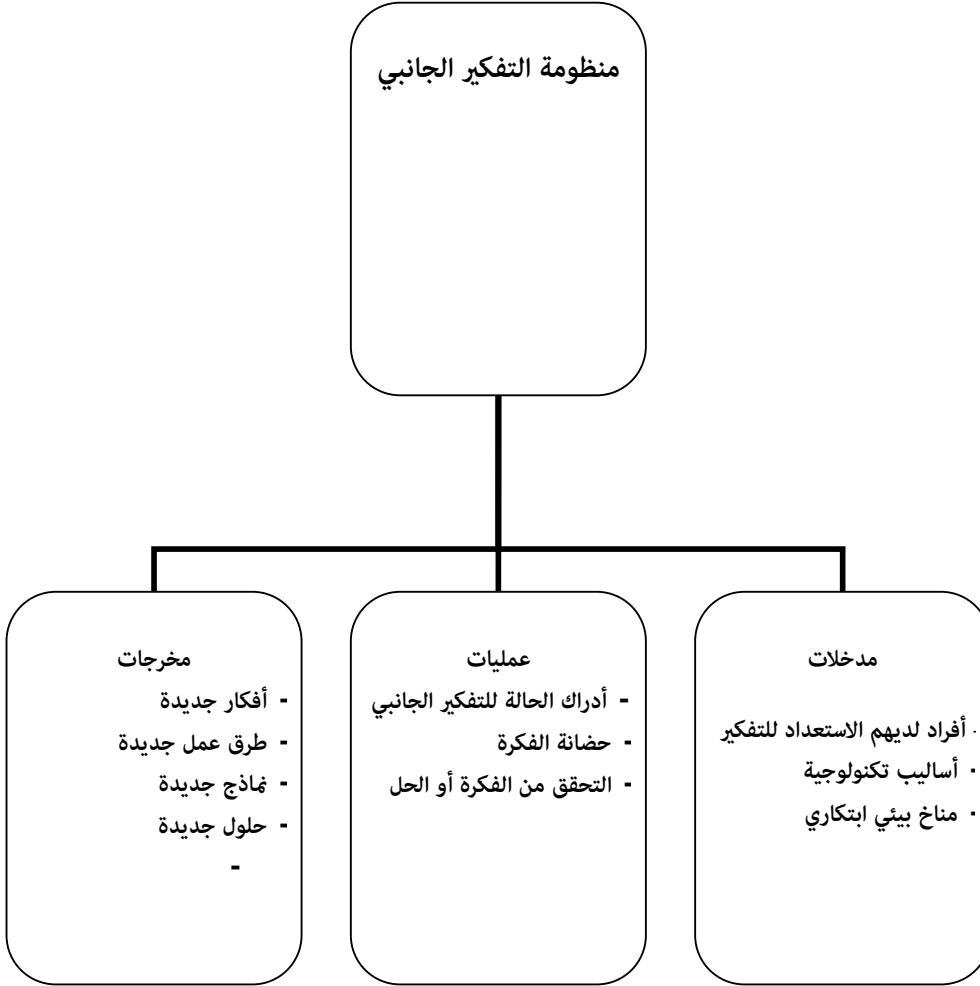 منظومة التفكير الجانبي
مدخلات
- أفراد لديهم الاستعداد للتفكير
- أساليب تكنولوجية
- مناخ بيئي ابتكاري
عمليات
- أدراك الحالة للتفكير الجانبي
- حضانة الفكرة
- التحقق من الفكرة أو الحل
مخرجات
- أفكار جديدة
- طرق عمل جديدة
- نماذج جديدة
- حلول جديدة
-